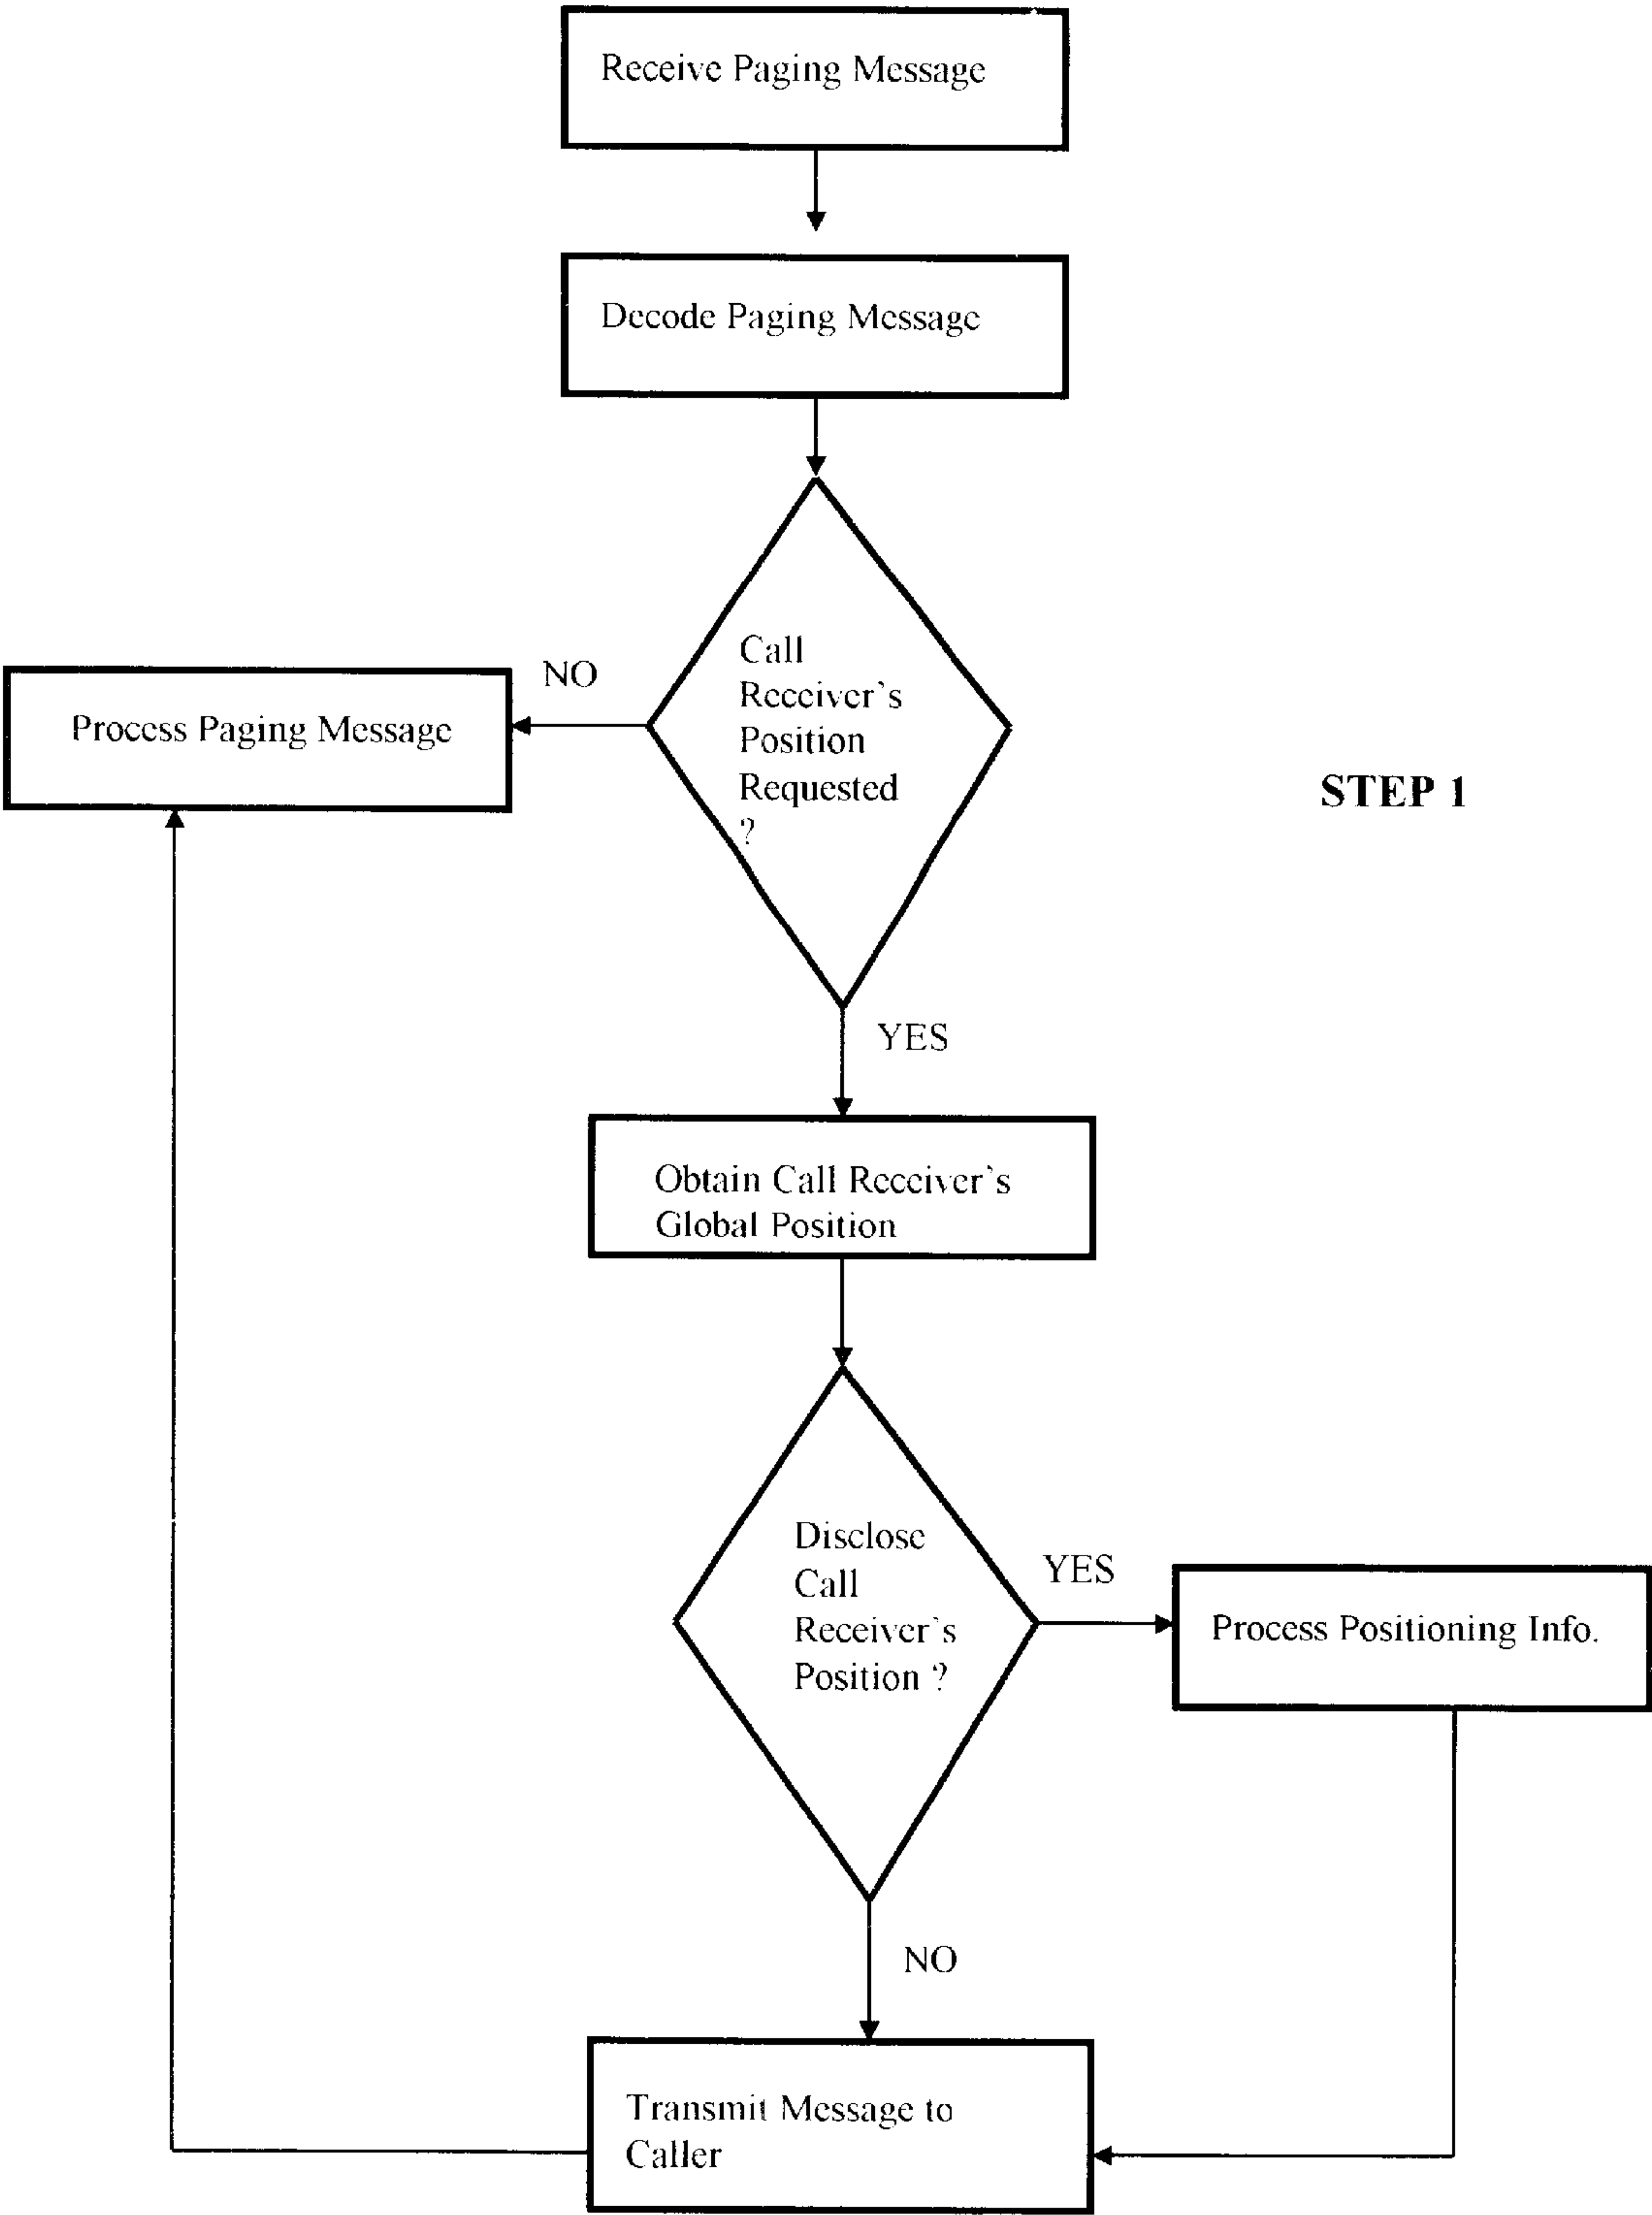 Receive Paging Message
Decode Paging Message
Call
Receiver's
Position
Requested
?
NO
Process Paging Message
STEP 1
YES
Obtain Call Receiver's
Global Position
Disclose
Call
Receiver's
Position ?
YES
Process Positioning Info.
NO
Transmit Message to
Caller